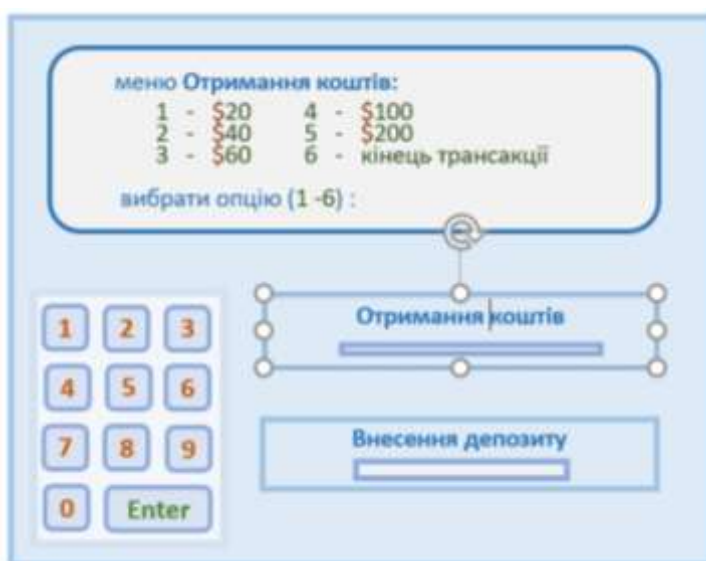 меню Отримання коштів:
1 - $20 4 - $100
2 - $40 5 - $200
3 - $60 6 - кінець трансакції
вибрати опцію (1 -6) :
Отримання коштів
1 2 3
4 5 6
7 8 9
0 Enter
Внесення депозиту